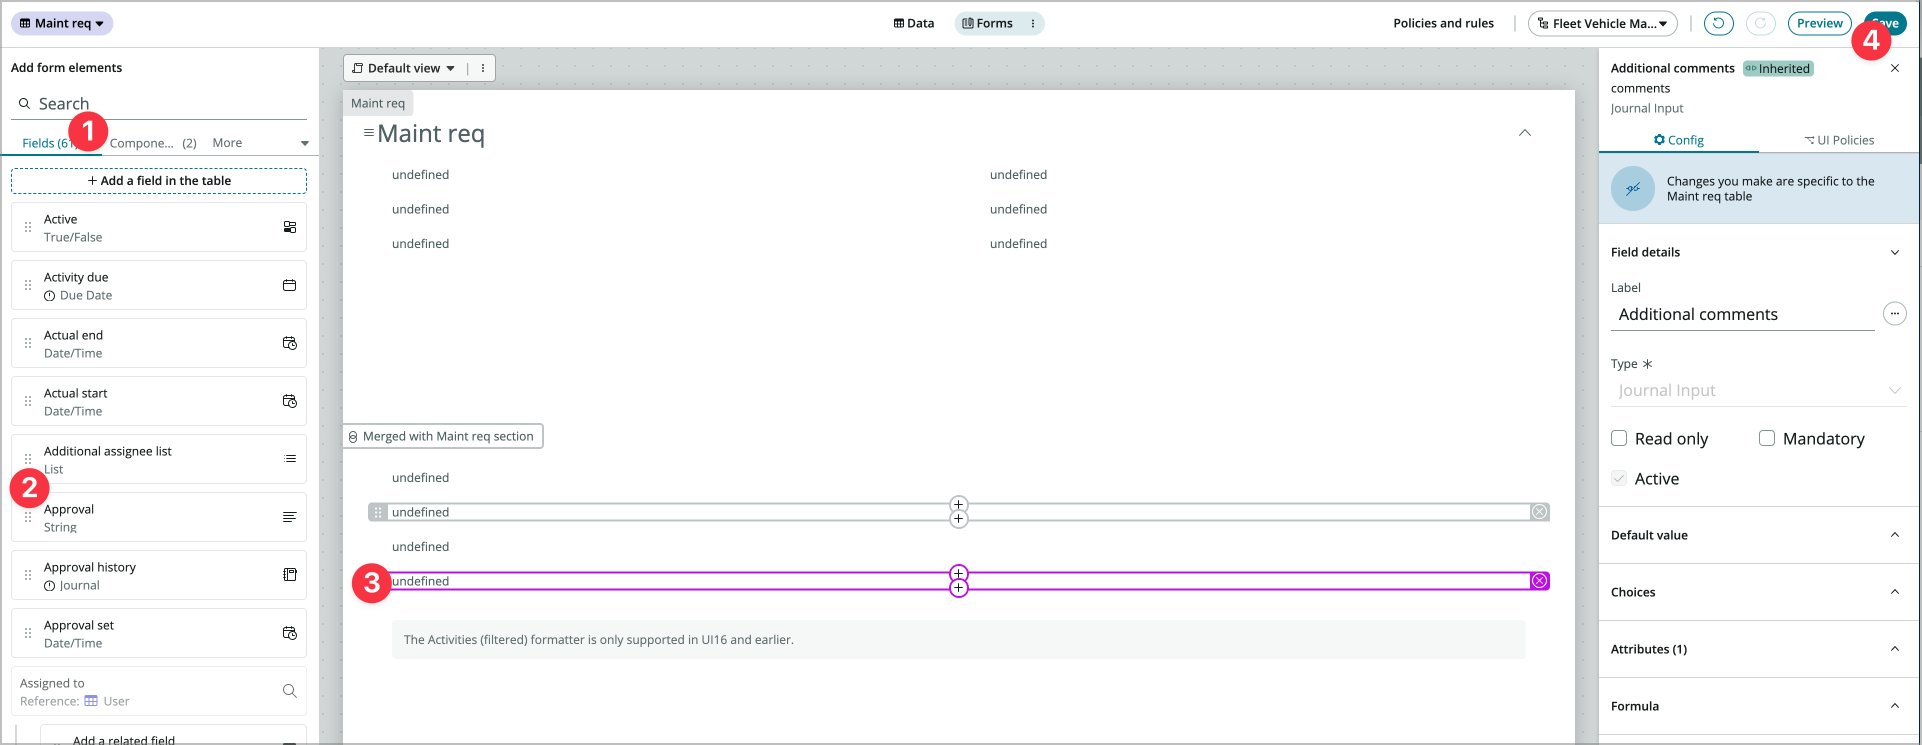 Maint req
Data
Forms
Policies and rules
Fleet Vehicle Ma...
Preview
4
Add form elements
Search
1
Fields (61
Compone... (2)
More
+ Add a field in the table
Active
True/False
Activity due
Due Date
Actual end
Date/Time
Actual start
Date/Time
Additional assignee list
List
2
Approval
String
Approval history
Journal
Approval set
Date/Time
Assigned to
Reference: User
Add a related field
Default view
Maint req
Maint req
undefined
undefined
undefined
undefined
undefined
undefined
Merged with Maint req section
undefined
undefined
undefined
3
undefined
The Activities (filtered) formatter is only supported in UI16 and earlier.
Additional comments
Inherited
comments
Journal Input
Config
UI Policies
Changes you make are specific to the
Maint req table
Field details
Label
Additional comments
Type
Journal Input
Read only
Mandatory
Active
Default value
Choices
Attributes (1)
Formula